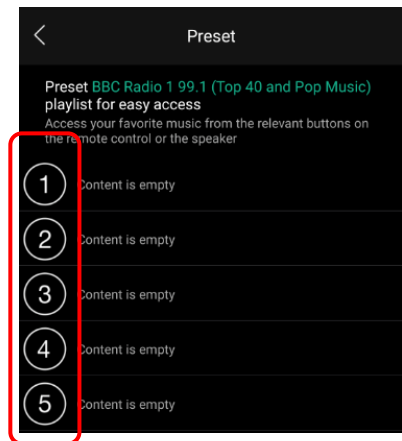 Preset
Preset BBC Radio 1 99.1 (Top 40 and Pop Music)
playlist for easy access
Access your favorite music from the relevant buttons on
the remote control or the speaker
1 Content is empty
2 Content is empty
3 Content is empty
4 Content is empty
5 Content is empty